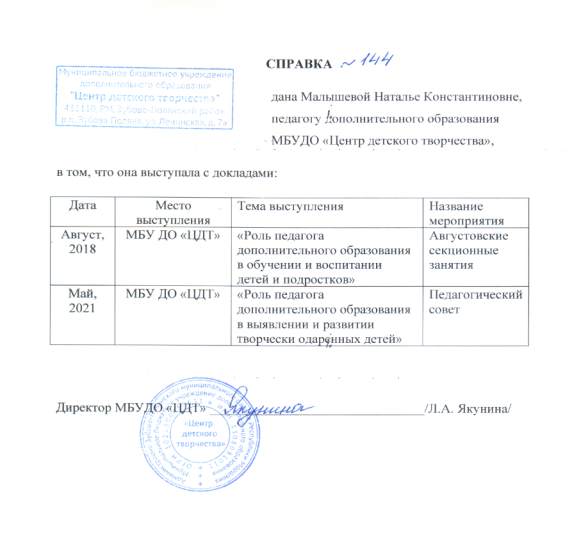 СПРАВКА № 144
Муниципальное бюджетное учреждение
дополнительного образования
"Центр детского творчества"
431110, РМ, Зубово-Полянский район
р.п. Зубова Поляна, ул. Ленинская, д. 7а
дана Малышевой Наталье Константиновне,
педагогу дополнительного образования
МБУДО «Центр детского творчества»,
в том, что она выступала с докладами:
Дата Место выступления Тема выступления Название мероприятия
Август, 2018 МБУ ДО «ЦДТ» «Роль педагога дополнительного образования в обучении и воспитании детей и подростков» Августовские секционные занятия
Май, 2021 МБУ ДО «ЦДТ» «Роль педагога дополнительного образования в выявлении и развитии творчески одарённых детей» Педагогический совет
Директор МБУДО «ЦДТ» Якунина /Л.А. Якунина/
«Центр
детского
творчества»